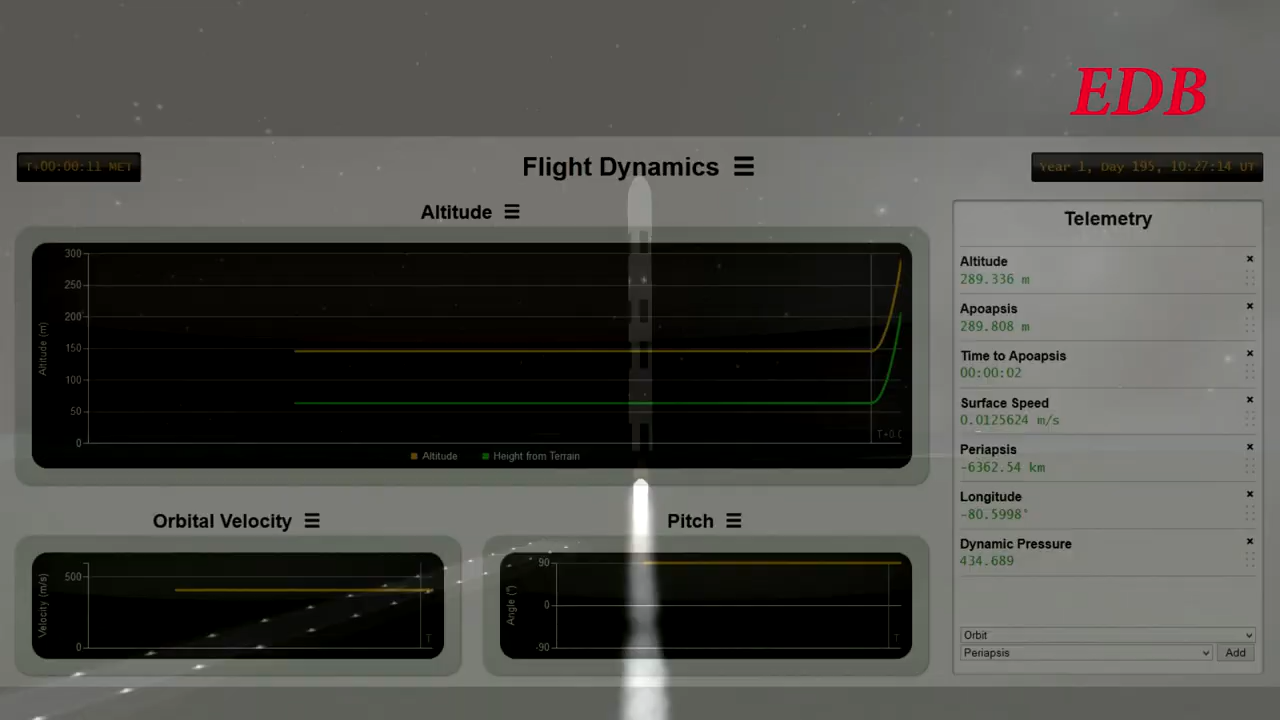 EDB
T+00:00:11 MET
Flight Dynamics
Year 1, Day 195, 10:27:14 UT
Altitude
300
250
200
150
100
50
0
Altitude (m)
T+0.0
Altitude
Height from Terrain
Orbital Velocity
500
0
Velocity (m/s)
T
Pitch
90
0
-90
Angle (°)
T
Telemetry
Altitude
289.336 m
Apoapsis
289.808 m
Time to Apoapsis
00:00:02
Surface Speed
0.0125624 m/s
Periapsis
-6362.54 km
Longitude
-80.5998°
Dynamic Pressure
434.689
Orbit
Periapsis
Add